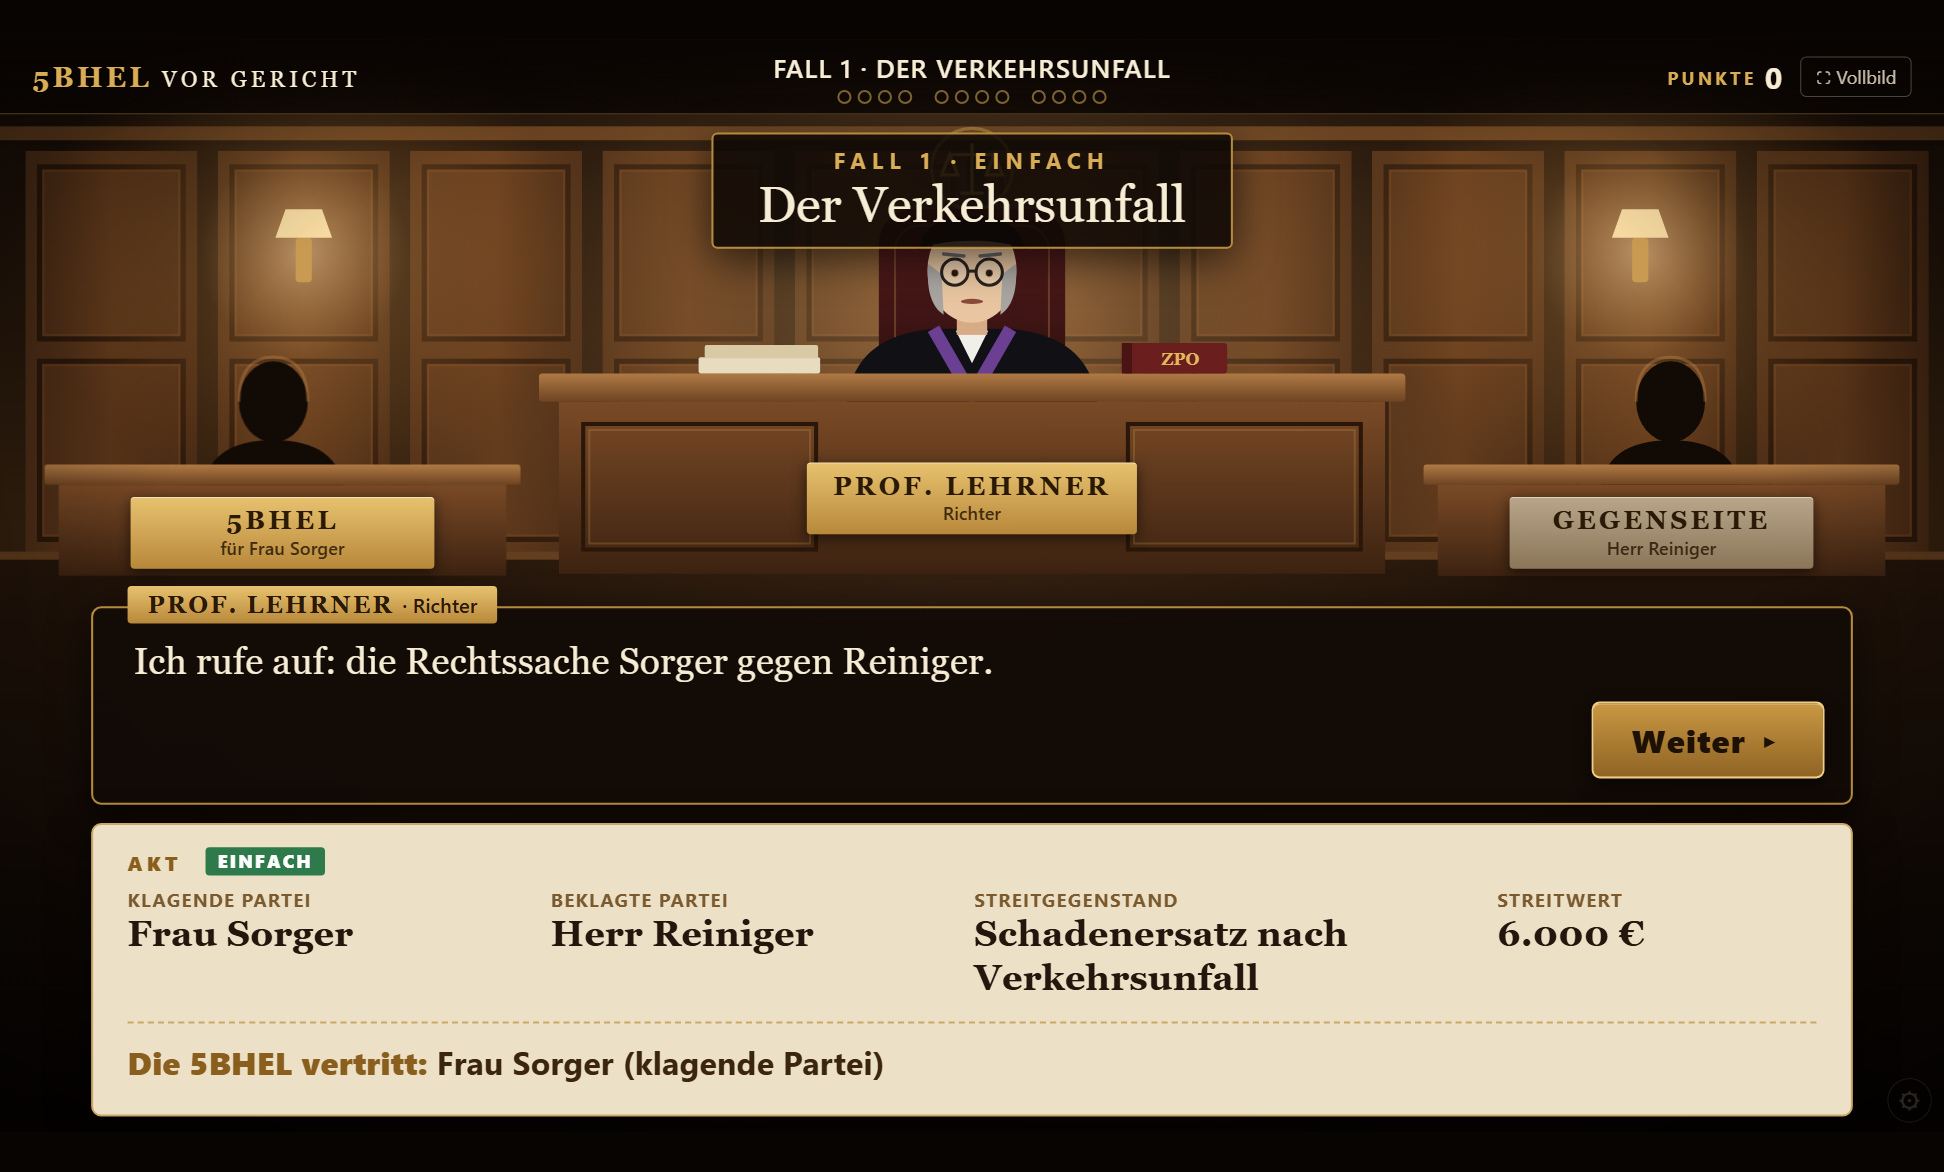 5BHEL VOR GERICHT
FALL 1 · DER VERKEHRSUNFALL
PUNKTE 0
Vollbild
FALL 1 · EINFACH
Der Verkehrsunfall
ZPO
5BHEL
für Frau Sorger
PROF. LEHRNER
Richter
GEGENSEITE
Herr Reiniger
PROF. LEHRNER · Richter
Ich rufe auf: die Rechtssache Sorger gegen Reiniger.
Weiter ▸
AKT EINFACH
KLAGENDE PARTEI
Frau Sorger
BEKLAGTE PARTEI
Herr Reiniger
STREITGEGENSTAND
Schadenersatz nach
Verkehrsunfall
STREITWERT
6.000 €
Die 5BHEL vertritt: Frau Sorger (klagende Partei)